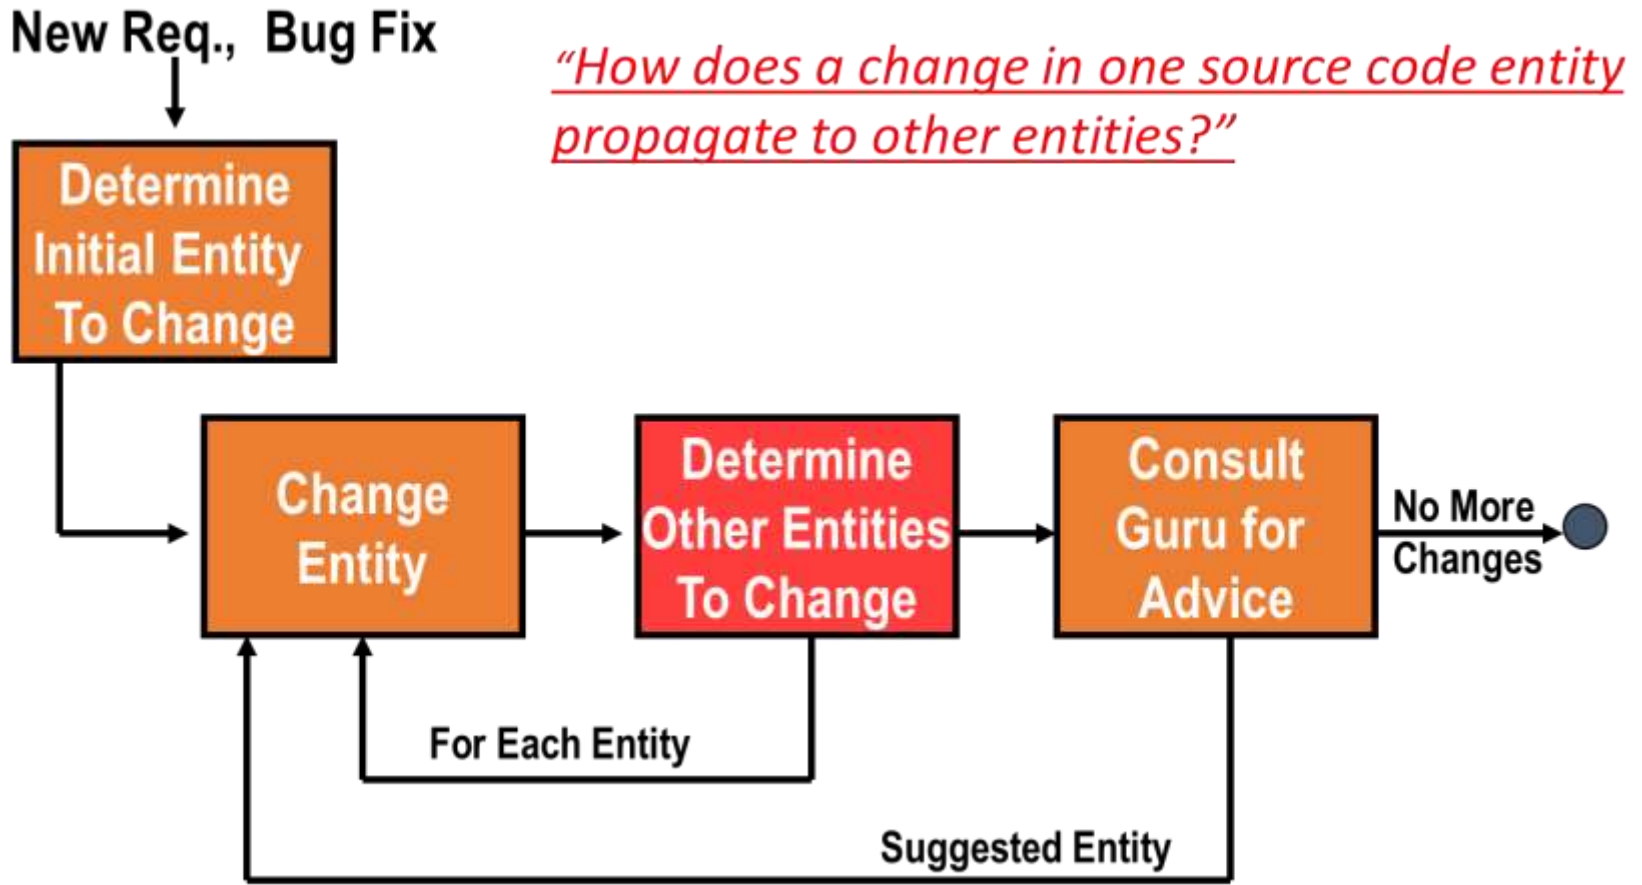 New Req.,  Bug Fix
“How does a change in one source code entity
propagate to other entities?”
Determine
Initial Entity
To Change
Change
Entity
Determine
Other Entities
To Change
Consult
Guru for
Advice
No More
Changes
For Each Entity
Suggested Entity